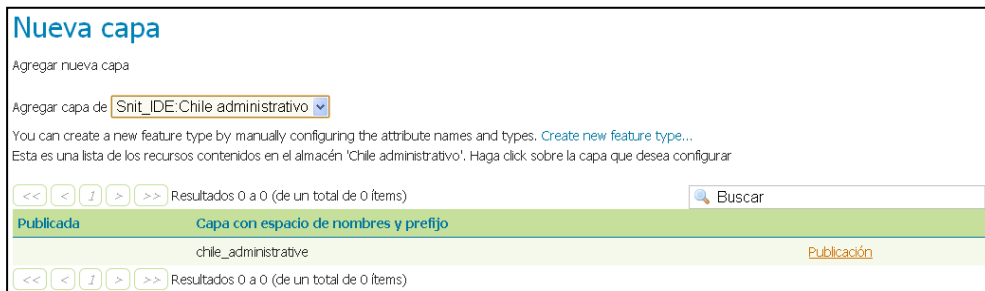 Nueva capa
Agregar nueva capa
Agregar capa de Snit_IDE:Chile administrativo
You can create a new feature type by manually configuring the attribute names and types. Create new feature type...
Esta es una lista de los recursos contenidos en el almacén 'Chile administrativo'. Haga click sobre la capa que desea configurar
<< < 1 > >> Resultados 0 a 0 (de un total de 0 ítems) Buscar
Publicada Capa con espacio de nombres y prefijo
chile_administrative Publicación
<< < 1 > >> Resultados 0 a 0 (de un total de 0 ítems)